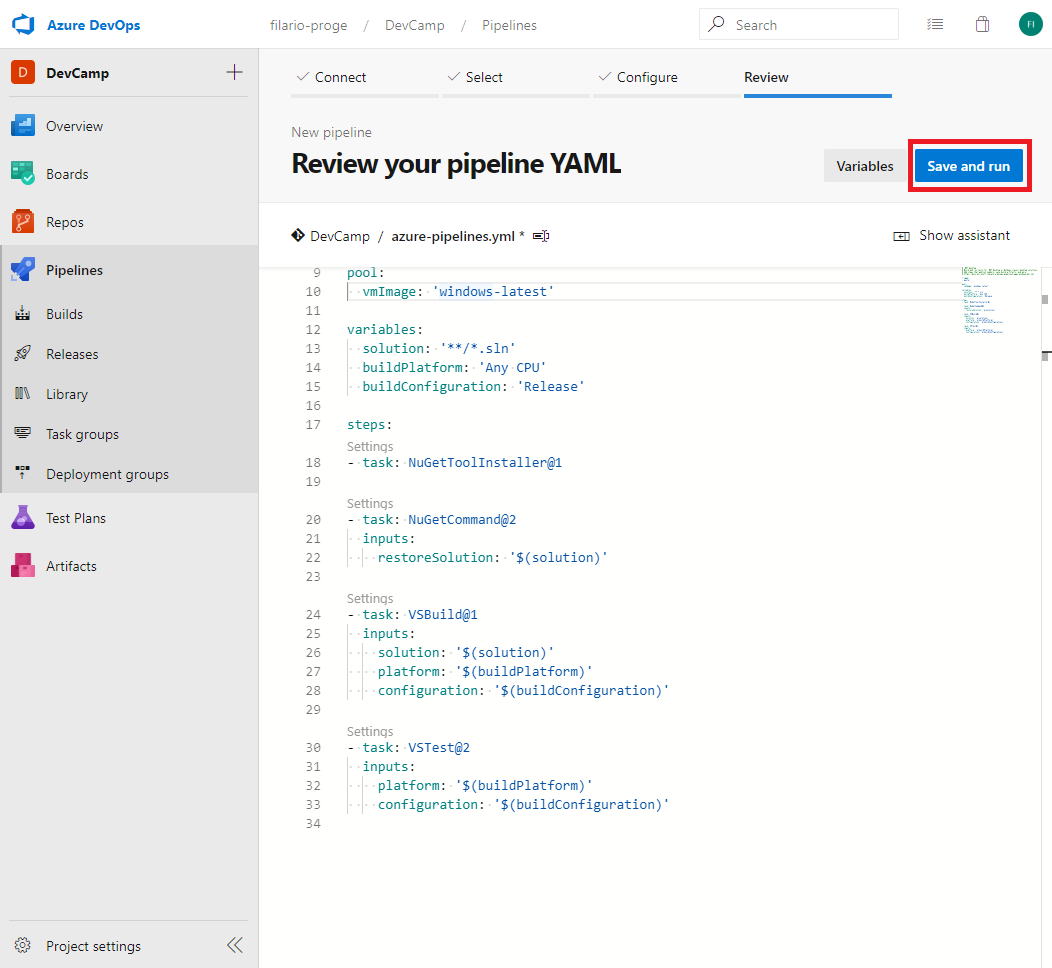 Azure DevOps
filario-proge / DevCamp / Pipelines
Search
FI
D DevCamp
Overview
Boards
Repos
Pipelines
Builds
Releases
Library
Task groups
Deployment groups
Test Plans
Artifacts
Project settings
Connect
Select
Configure
Review
New pipeline
Review your pipeline YAML
Variables
Save and run
DevCamp / azure-pipelines.yml *
Show assistant
9 pool:
10 vmImage: 'windows-latest'
11
12 variables:
13 solution: '**/*.sln'
14 buildPlatform: 'Any CPU'
15 buildConfiguration: 'Release'
16
17 steps:
Settings
18 - task: NuGetToolInstaller@1
19
Settings
20 - task: NuGetCommand@2
21 inputs:
22 restoreSolution: '$(solution)'
23
Settings
24 - task: VSBuild@1
25 inputs:
26 solution: '$(solution)'
27 platform: '$(buildPlatform)'
28 configuration: '$(buildConfiguration)'
29
Settings
30 - task: VSTest@2
31 inputs:
32 platform: '$(buildPlatform)'
33 configuration: '$(buildConfiguration)'
34